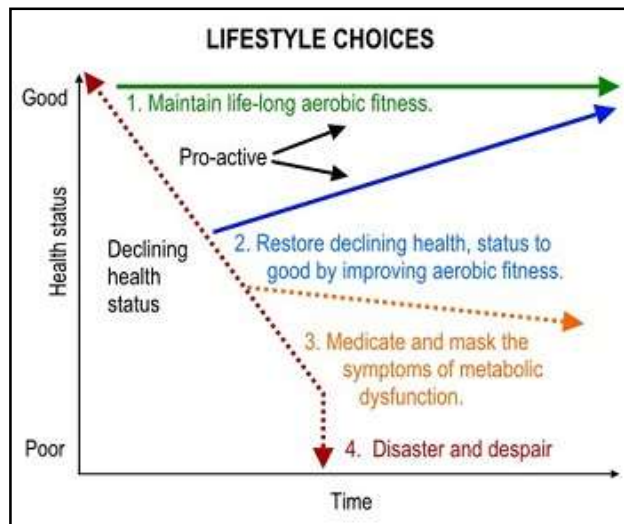 LIFESTYLE CHOICES
Good
1. Maintain life-long aerobic fitness.
Pro-active
Health status
Declining
health
status
2. Restore declining health, status to
good by improving aerobic fitness.
3. Medicate and mask the
symptoms of metabolic
dysfunction.
Poor
4. Disaster and despair
Time